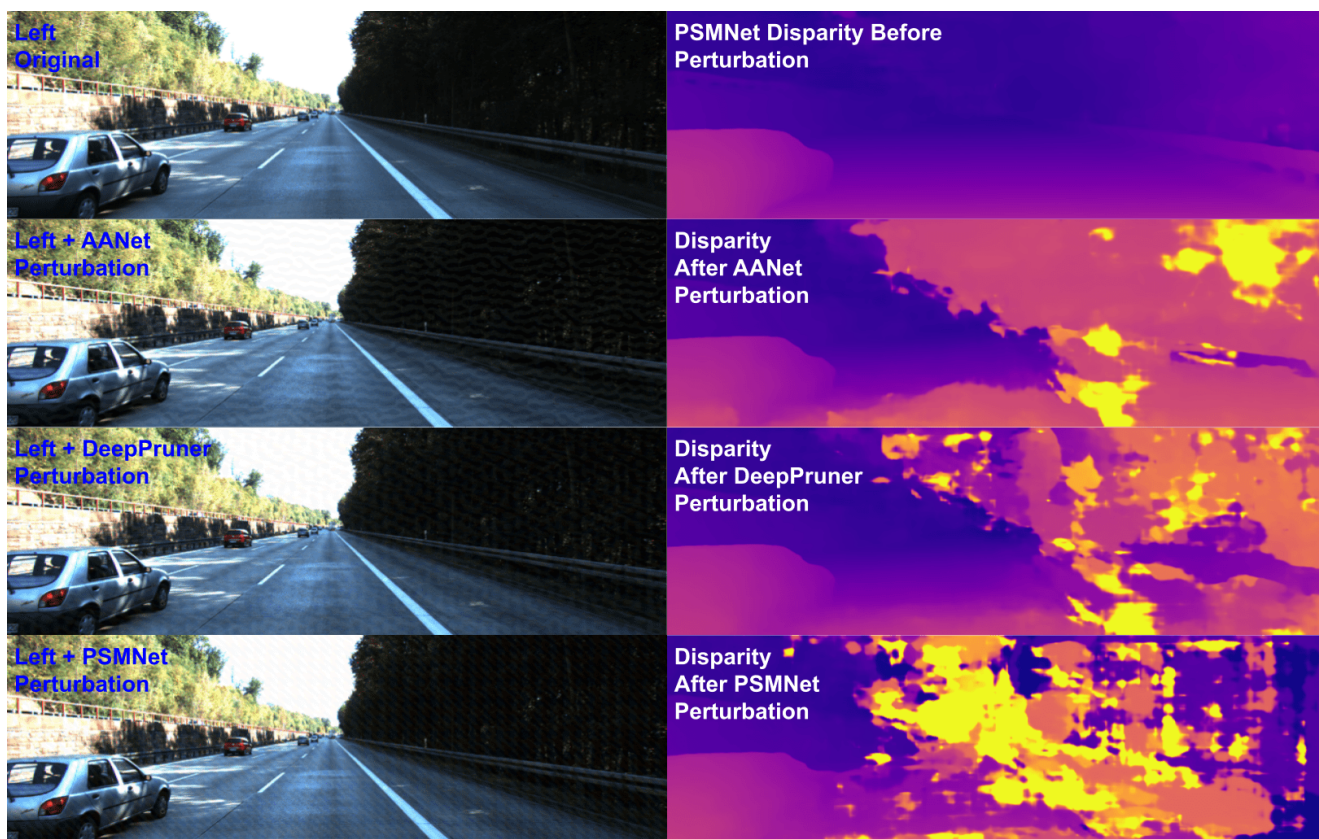 Left
Original
PSMNet Disparity Before
Perturbation
Left + AANet
Perturbation
Disparity
After AANet
Perturbation
Left + DeepPruner
Perturbation
Disparity
After DeepPruner
Perturbation
Left + PSMNet
Perturbation
Disparity
After PSMNet
Perturbation